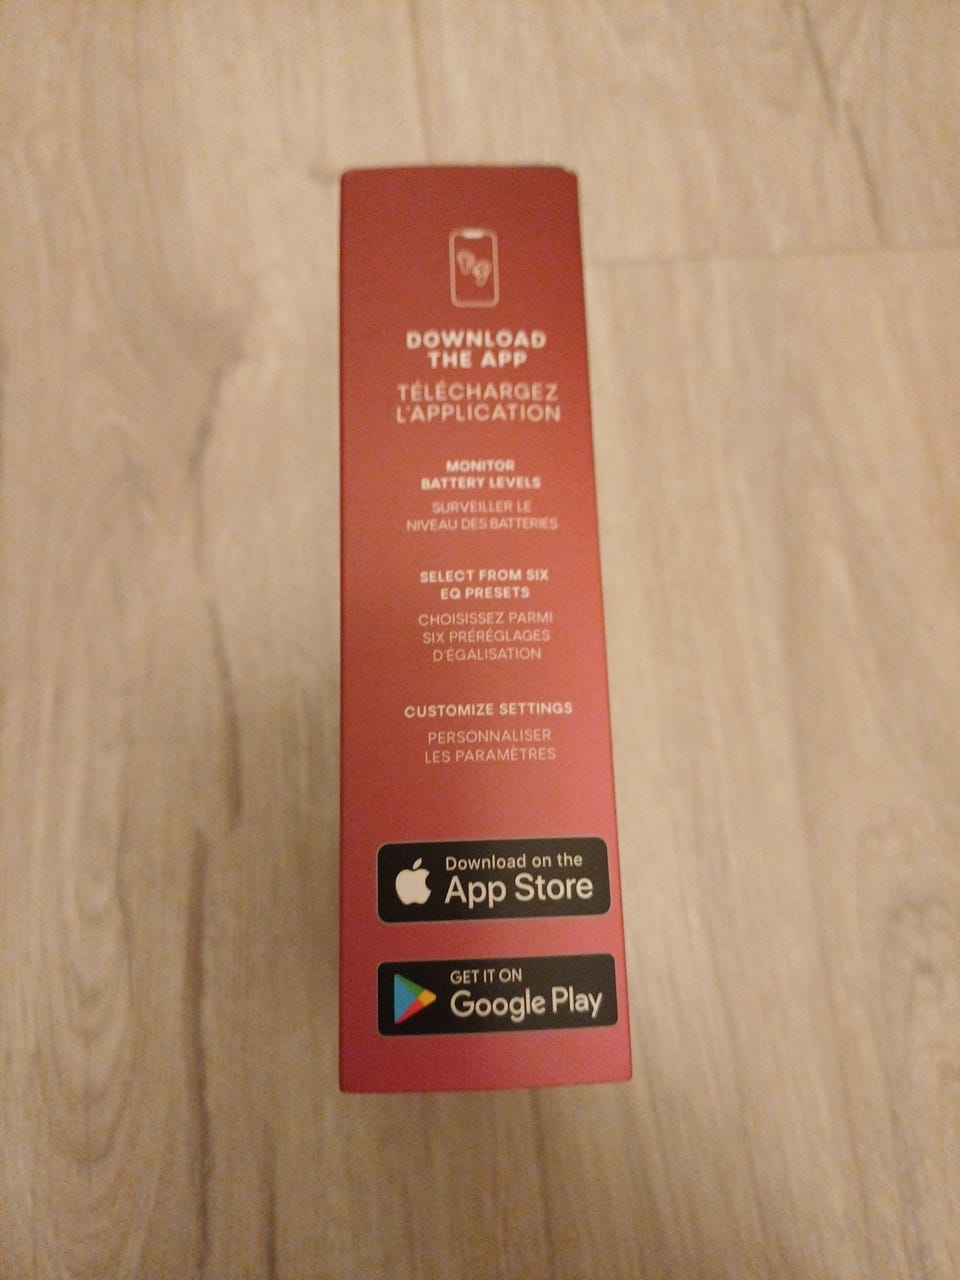 DOWNLOAD
THE APP
TÉLÉCHARGEZ
L'APPLICATION
MONITOR
BATTERY LEVELS
SURVEILLER LE
NIVEAU DES BATTERIES
SELECT FROM SIX
EQ PRESETS
CHOISISSEZ PARMI
SIX PRÉRÉGLAGES
D'ÉGALISATION
CUSTOMIZE SETTINGS
PERSONNALISER
LES PARAMÈTRES
Download on the
App Store
GET IT ON
Google Play